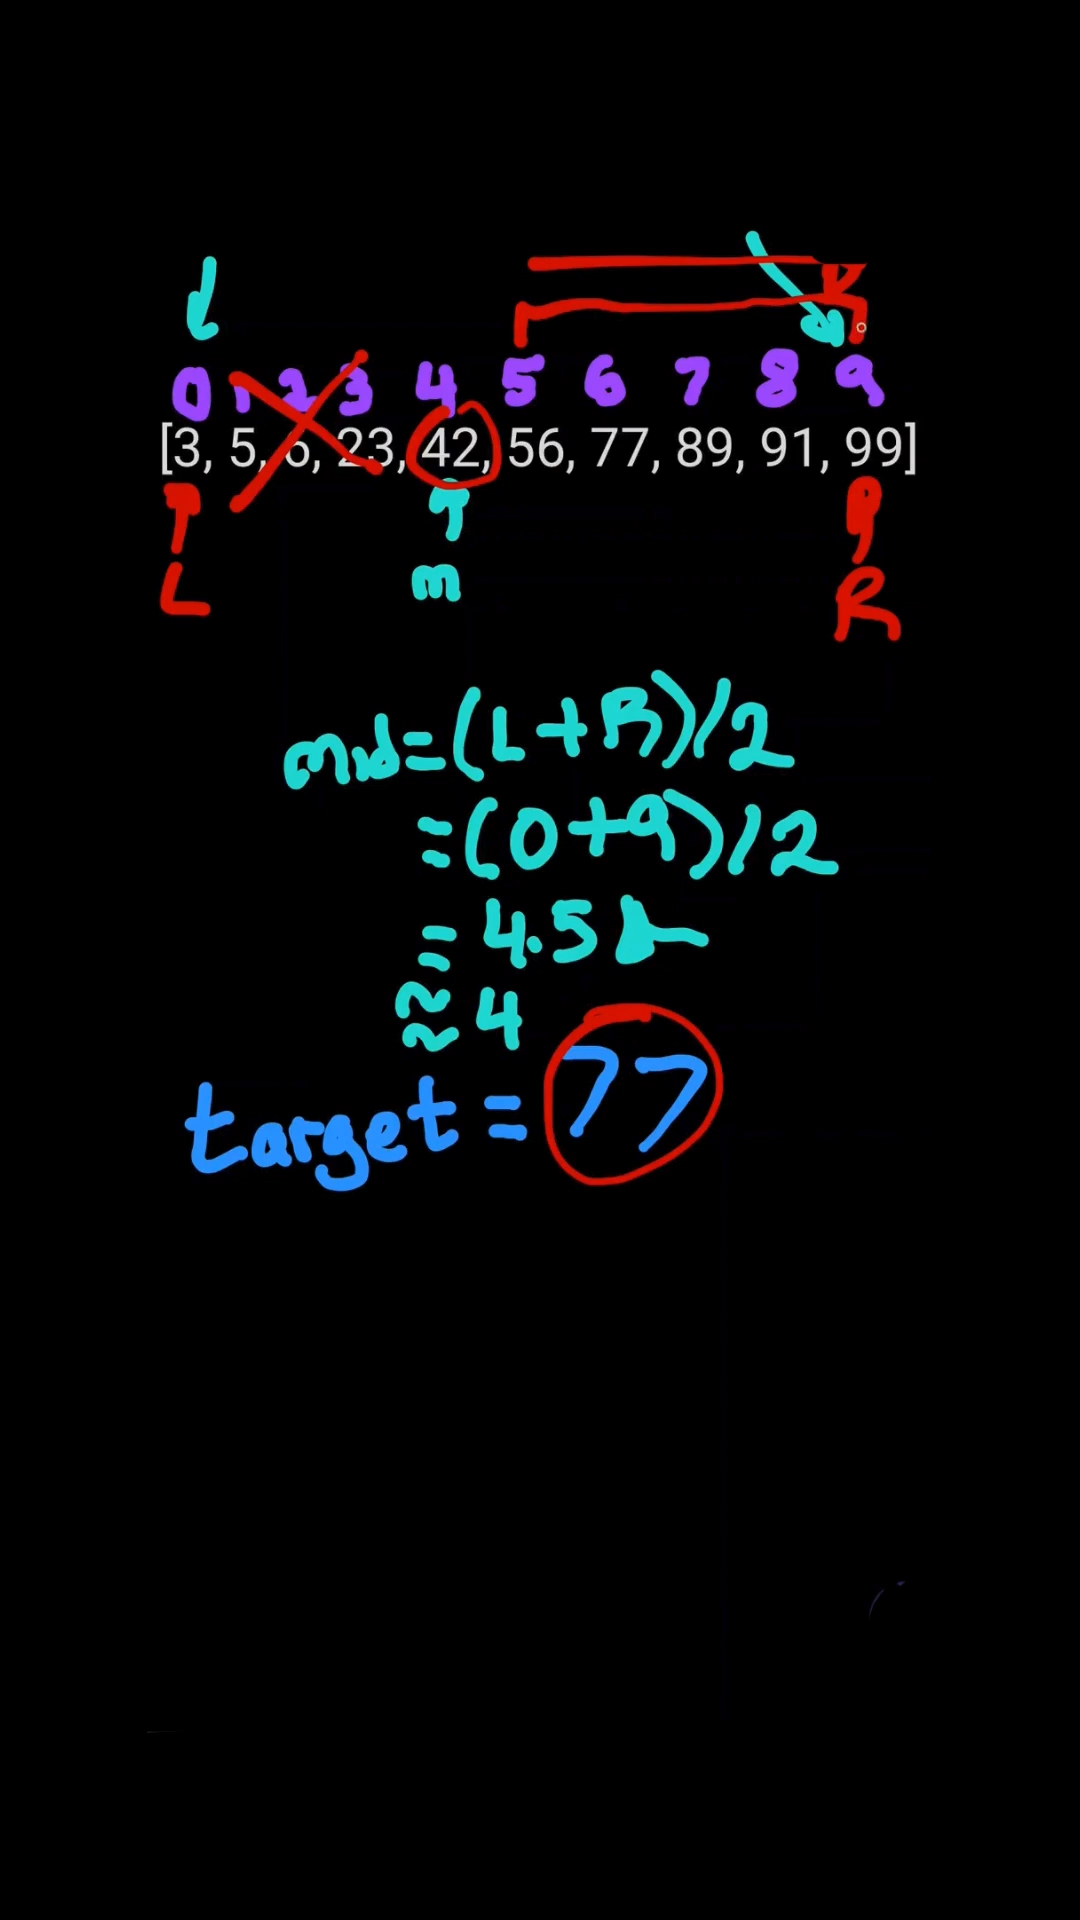 0 1 2 3 4 5 6 7 8 9
[3, 5, 6, 23, 42, 56, 77, 89, 91, 99]
m
L R
mid=(L+R)/2
=(0+9)/2
= 4.5
≈ 4
target = 77